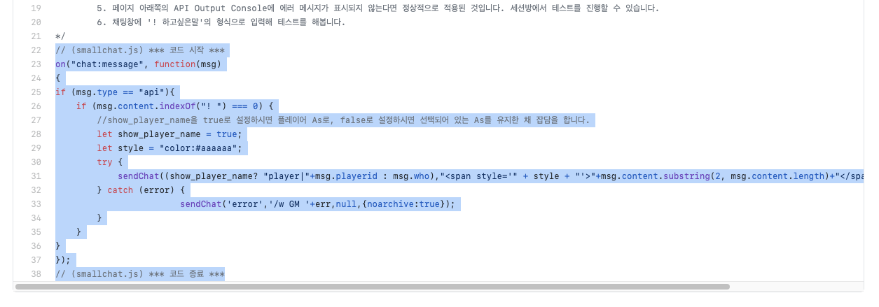 19 5. 페이지 아래쪽의 API Output Console에 에러 메시지가 표시되지 않는다면 정상적으로 적용된 것입니다. 세션방에서 테스트를 진행할 수 있습니다.
20 6. 채팅창에 '! 하고싶은말'의 형식으로 입력해 테스트를 해봅니다.
21 */
22 // (smallchat.js) *** 코드 시작 ***
23 on("chat:message", function(msg)
24 {
25 if (msg.type == "api"){
26 if (msg.content.indexOf("! ") === 0) {
27 //show_player_name을 true로 설정하시면 플레이어 As로, false로 설정하시면 선택되어 있는 As를 유지한 채 잡담을 합니다.
28 let show_player_name = true;
29 let style = "color:#aaaaaa";
30 try {
31 sendChat((show_player_name? "player|"+msg.playerid : msg.who),"<span style='" + style + "'>"+msg.content.substring(2, msg.content.length)+"</spa
32 } catch (error) {
33 sendChat('error','/w GM '+err,null,{noarchive:true});
34 }
35 }
36 }
37 });
38 // (smallchat.js) *** 코드 종료 ***